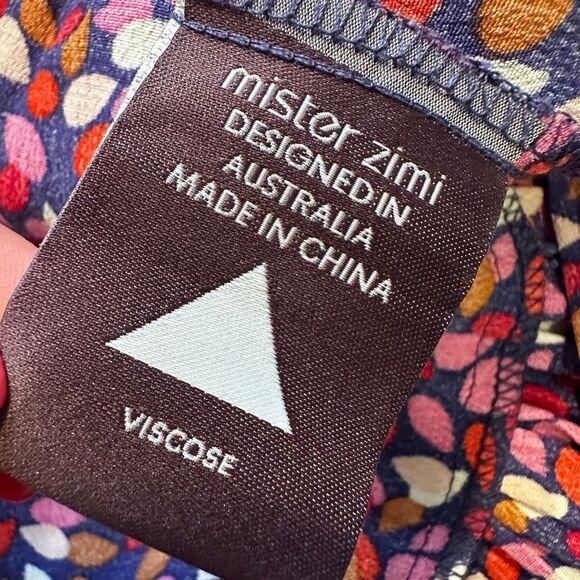 mister zimi
DESIGNED IN
AUSTRALIA
MADE IN CHINA
VISCOSE